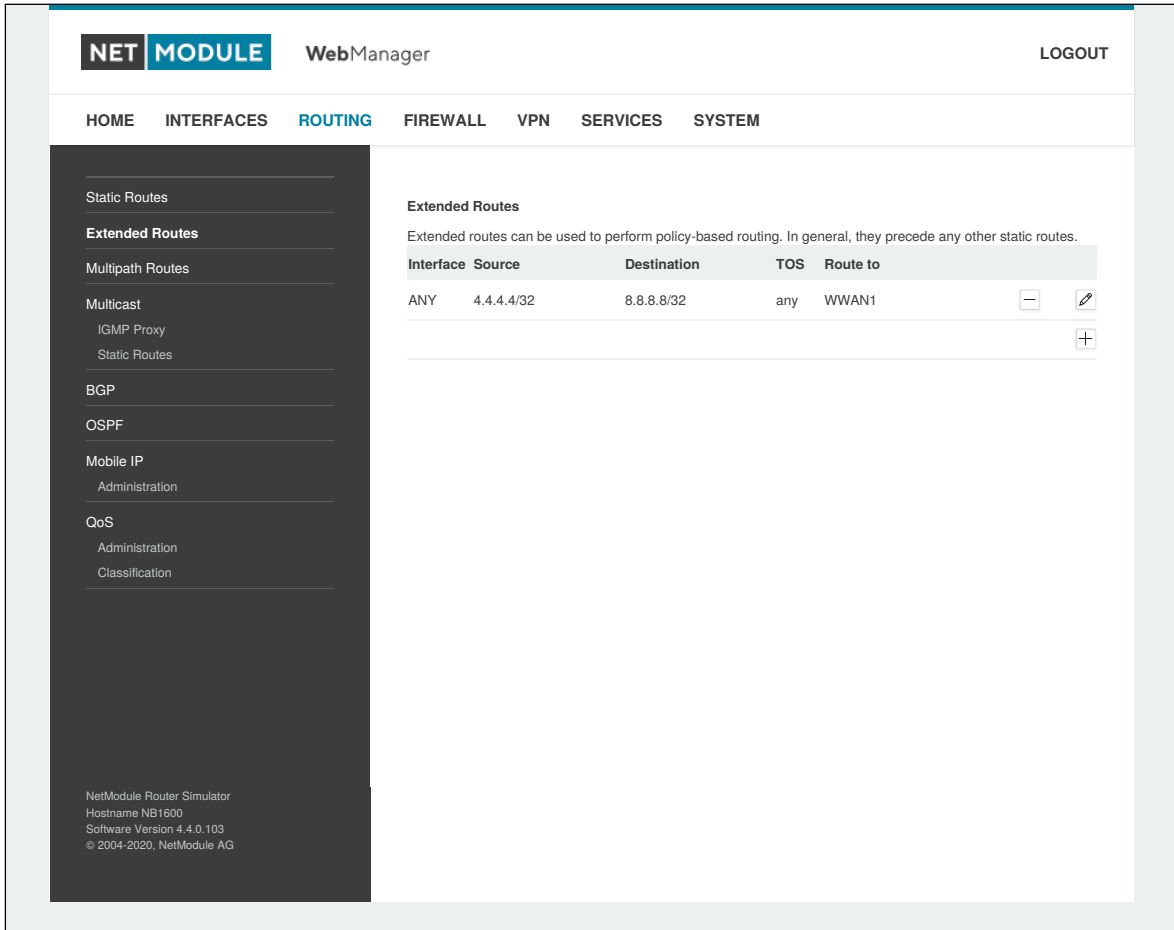 NET MODULE WebManager LOGOUT
HOME INTERFACES ROUTING FIREWALL VPN SERVICES SYSTEM
Static Routes
Extended Routes
Multipath Routes
Multicast
IGMP Proxy
Static Routes
BGP
OSPF
Mobile IP
Administration
QoS
Administration
Classification
NetModule Router Simulator
Hostname NB1600
Software Version 4.4.0.103
© 2004-2020, NetModule AG
Extended Routes
Extended routes can be used to perform policy-based routing. In general, they precede any other static routes.
Interface Source Destination TOS Route to
ANY 4.4.4.4/32 8.8.8.8/32 any WWAN1